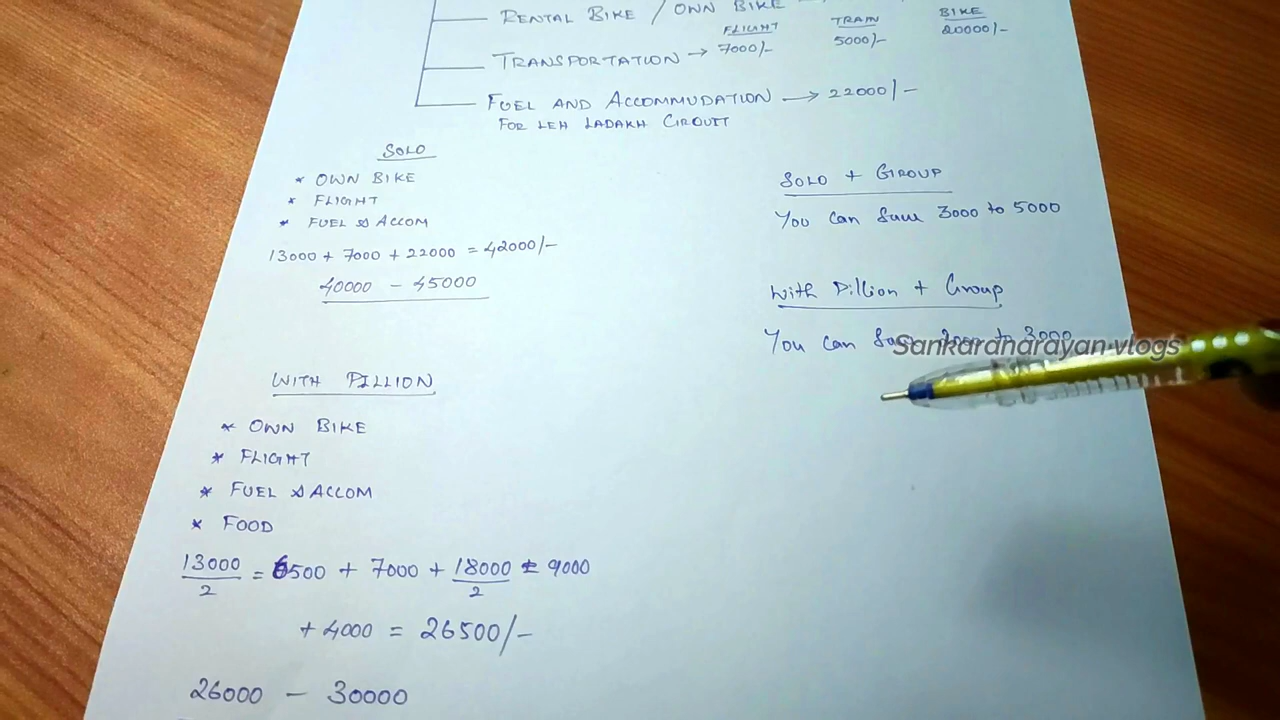 RENTAL BIKE / OWN BIKE
FLIGHT TRAIN BIKE
TRANSPORTATION → 7000/- 5000/- 20000/-
FUEL AND ACCOMMUDATION → 22000/-
FOR LEH LADAKH CIRCUIT
SOLO
* OWN BIKE
* FLIGHT
* FUEL & ACCOM
13000 + 7000 + 22000 = 42000/-
40000 - 45000
SOLO + GROUP
You can Save 3000 to 5000
With Pillion + Group
You can Save to 3000
Sankaranarayan vlogs
WITH PILLION
* OWN BIKE
* FLIGHT
* FUEL & ACCOM
* FOOD
13000/2 = 6500 + 7000 + 18000/2 = 9000
+ 4000 = 26500/-
26000 - 30000